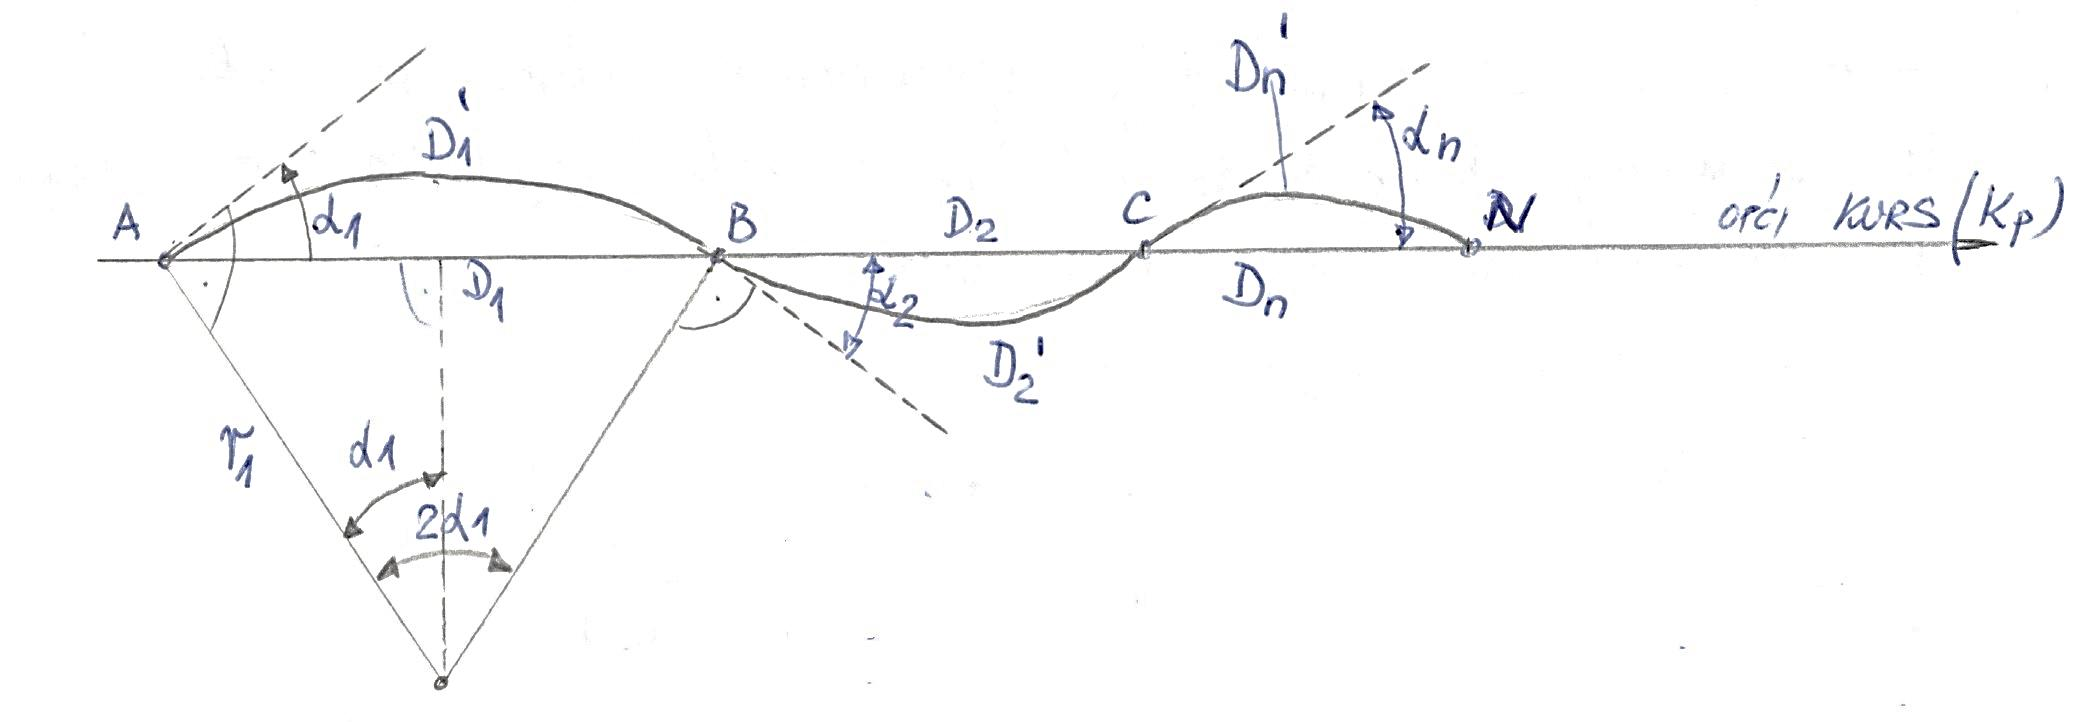 Dn'
D1'
αn
A
α1
B
D2
C
N
OPĆI KURS (Kp)
D1
α2
Dn
D2'
r1
α1
2α1